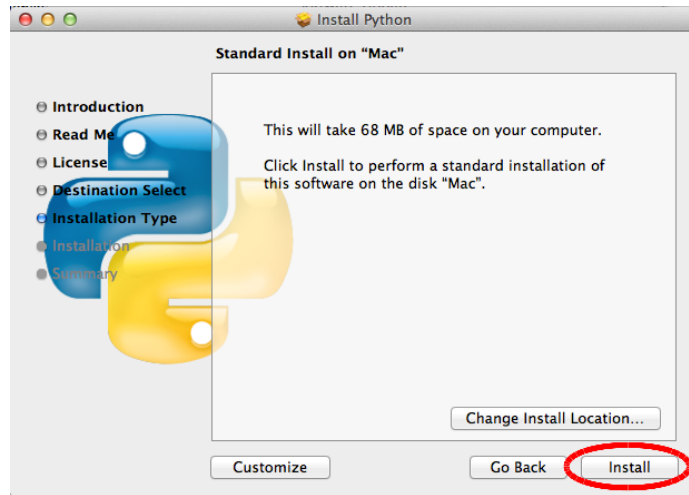 Install Python
Standard Install on “Mac”
Introduction
Read Me
License
Destination Select
Installation Type
Installation
Summary
This will take 68 MB of space on your computer.
Click Install to perform a standard installation of
this software on the disk “Mac”.
Change Install Location...
Customize
Go Back
Install